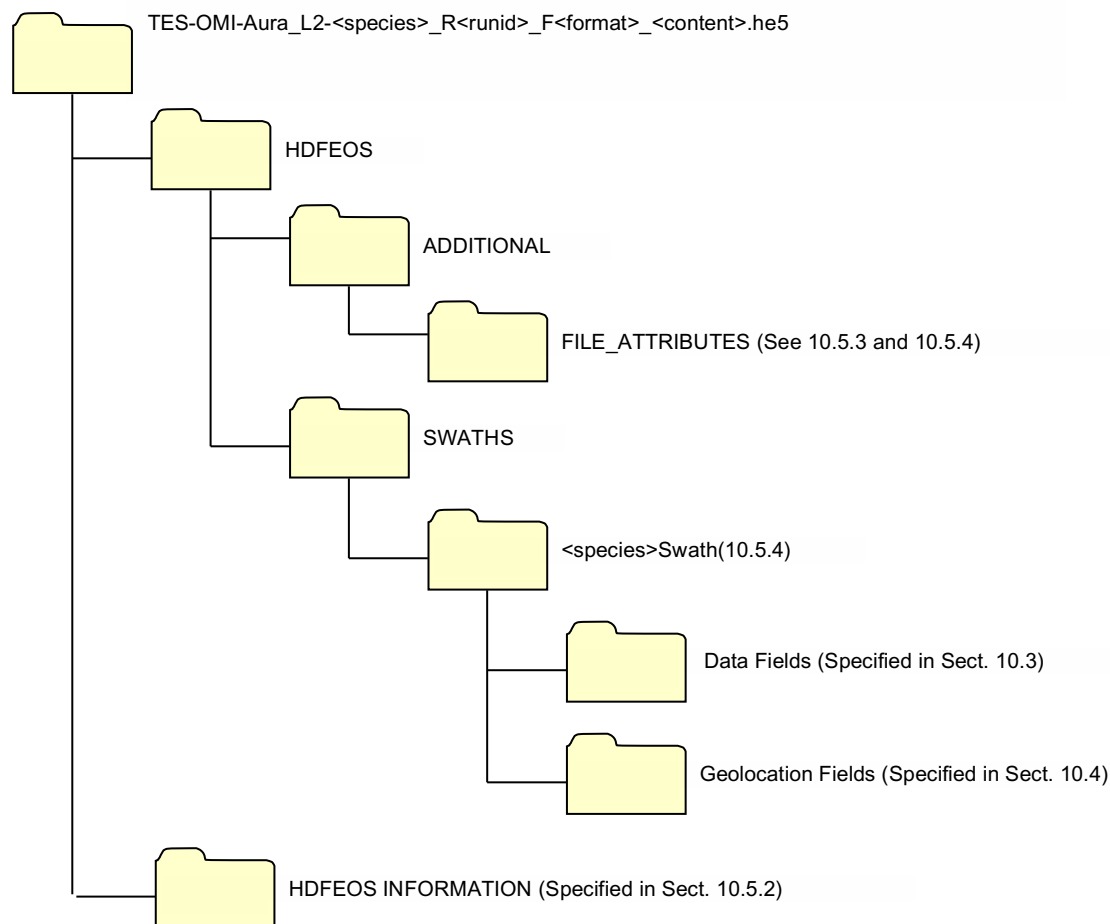 TES-OMI-Aura_L2-<species>_R<runid>_F<format>_<content>.he5
HDFEOS
ADDITIONAL
FILE_ATTRIBUTES (See 10.5.3 and 10.5.4)
SWATHS
<species>Swath(10.5.4)
Data Fields (Specified in Sect. 10.3)
Geolocation Fields (Specified in Sect. 10.4)
HDFEOS INFORMATION (Specified in Sect. 10.5.2)